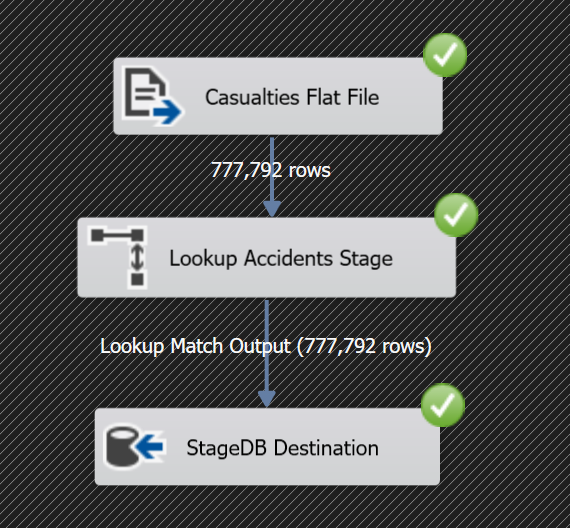 Casualties Flat File
777,792 rows
Lookup Accidents Stage
Lookup Match Output (777,792 rows)
StageDB Destination